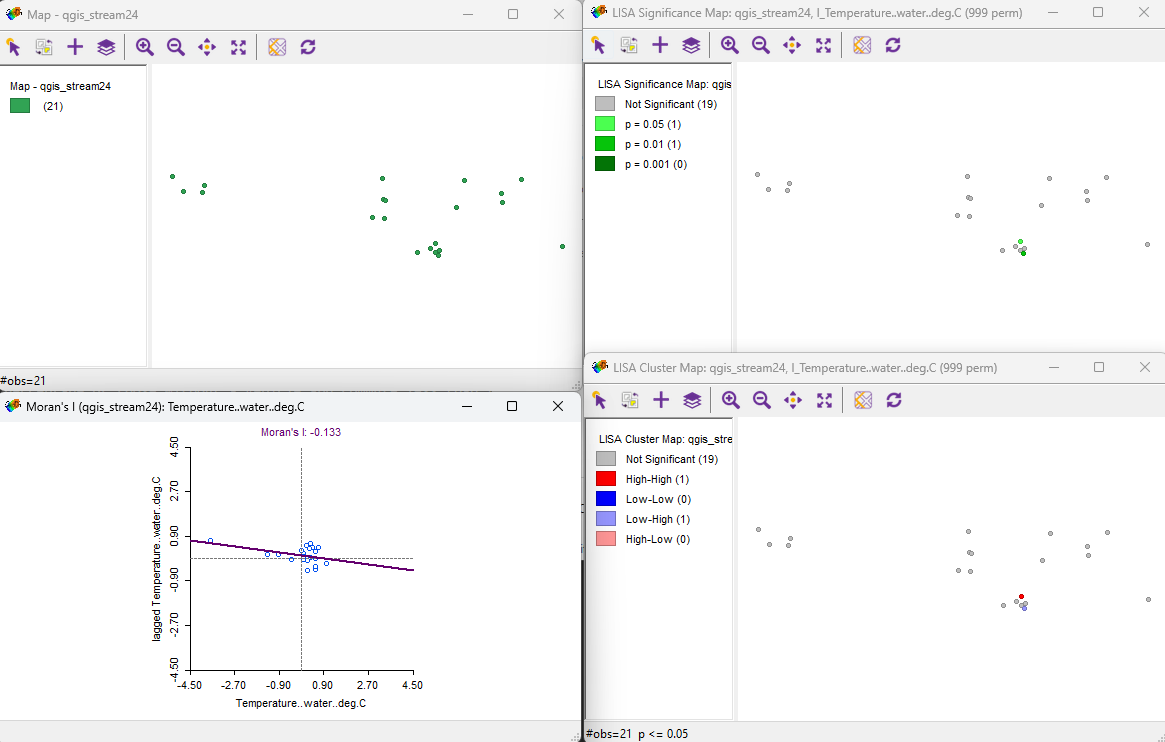 Map - qgis_stream24
Map - qgis_stream24
(21)
#obs=21
LISA Significance Map: qgis_stream24, I_Temperature..water..deg.C (999 perm)
LISA Significance Map: qgis
Not Significant (19)
p = 0.05 (1)
p = 0.01 (1)
p = 0.001 (0)
Moran's I (qgis_stream24): Temperature..water..deg.C
Moran's I: -0.133
lagged Temperature..water..deg.C
4.50
2.70
0.90
-0.90
-2.70
-4.50
-4.50 -2.70 -0.90 0.90 2.70 4.50
Temperature..water..deg.C
LISA Cluster Map: qgis_stream24, I_Temperature..water..deg.C (999 perm)
LISA Cluster Map: qgis_stre
Not Significant (19)
High-High (1)
Low-Low (0)
Low-High (1)
High-Low (0)
#obs=21 p <= 0.05